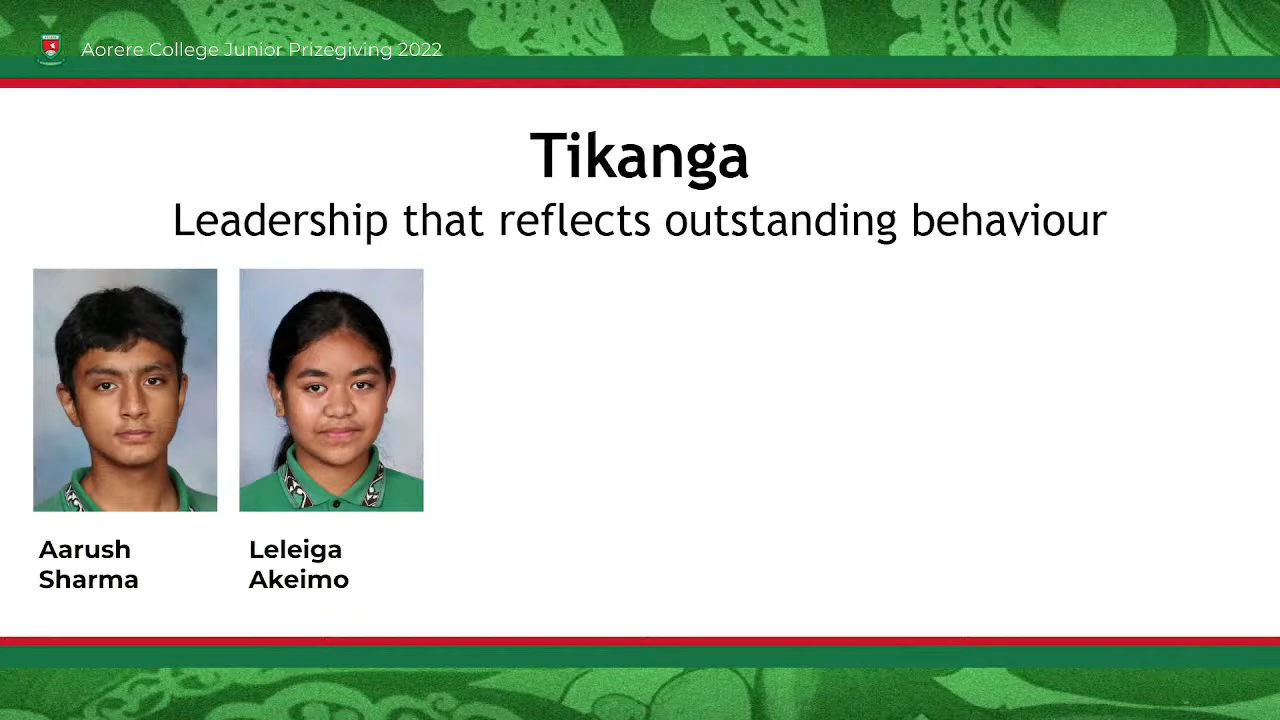 Aorere College Junior Prizegiving 2022
Tikanga
Leadership that reflects outstanding behaviour
Aarush
Sharma
Leleiga
Akeimo